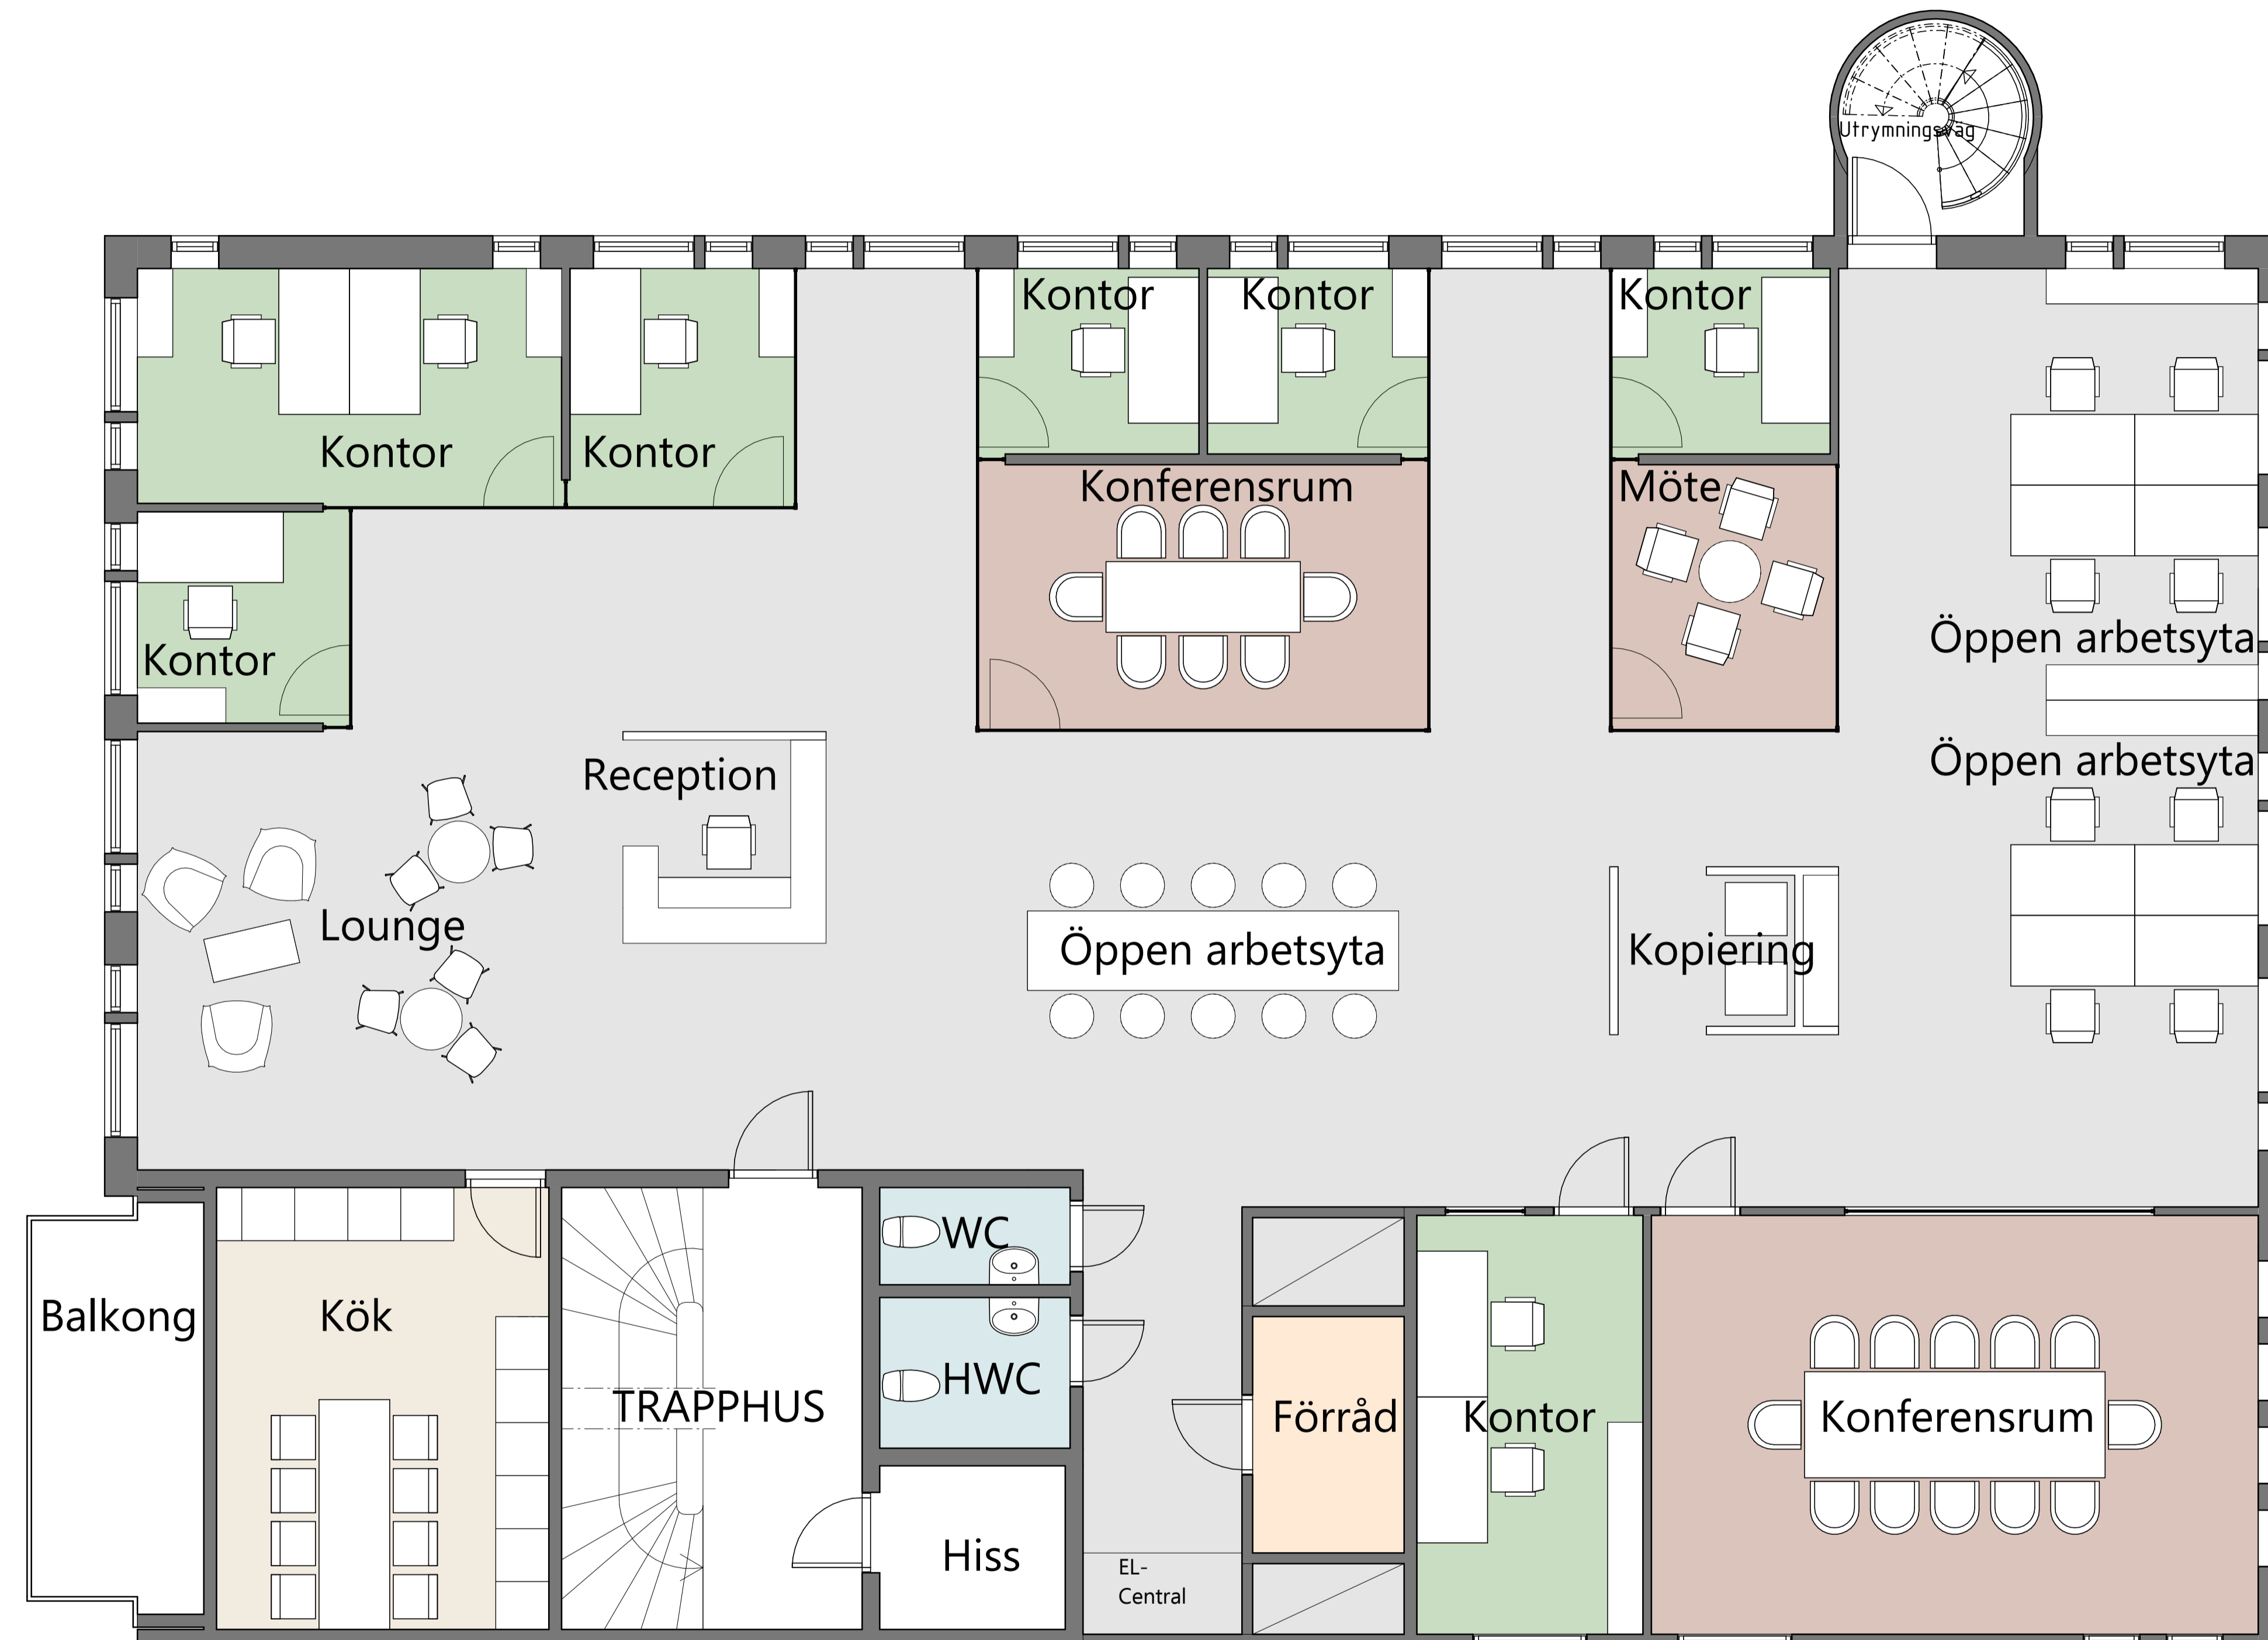 Utrymningsväg
Kontor
Kontor
Kontor
Kontor
Kontor
Konferensrum
Möte
Kontor
Öppen arbetsyta
Reception
Öppen arbetsyta
Lounge
Öppen arbetsyta
Kopiering
WC
Balkong
Kök
HWC
TRAPPHUS
Förråd
Kontor
Konferensrum
Hiss
EL-
Central